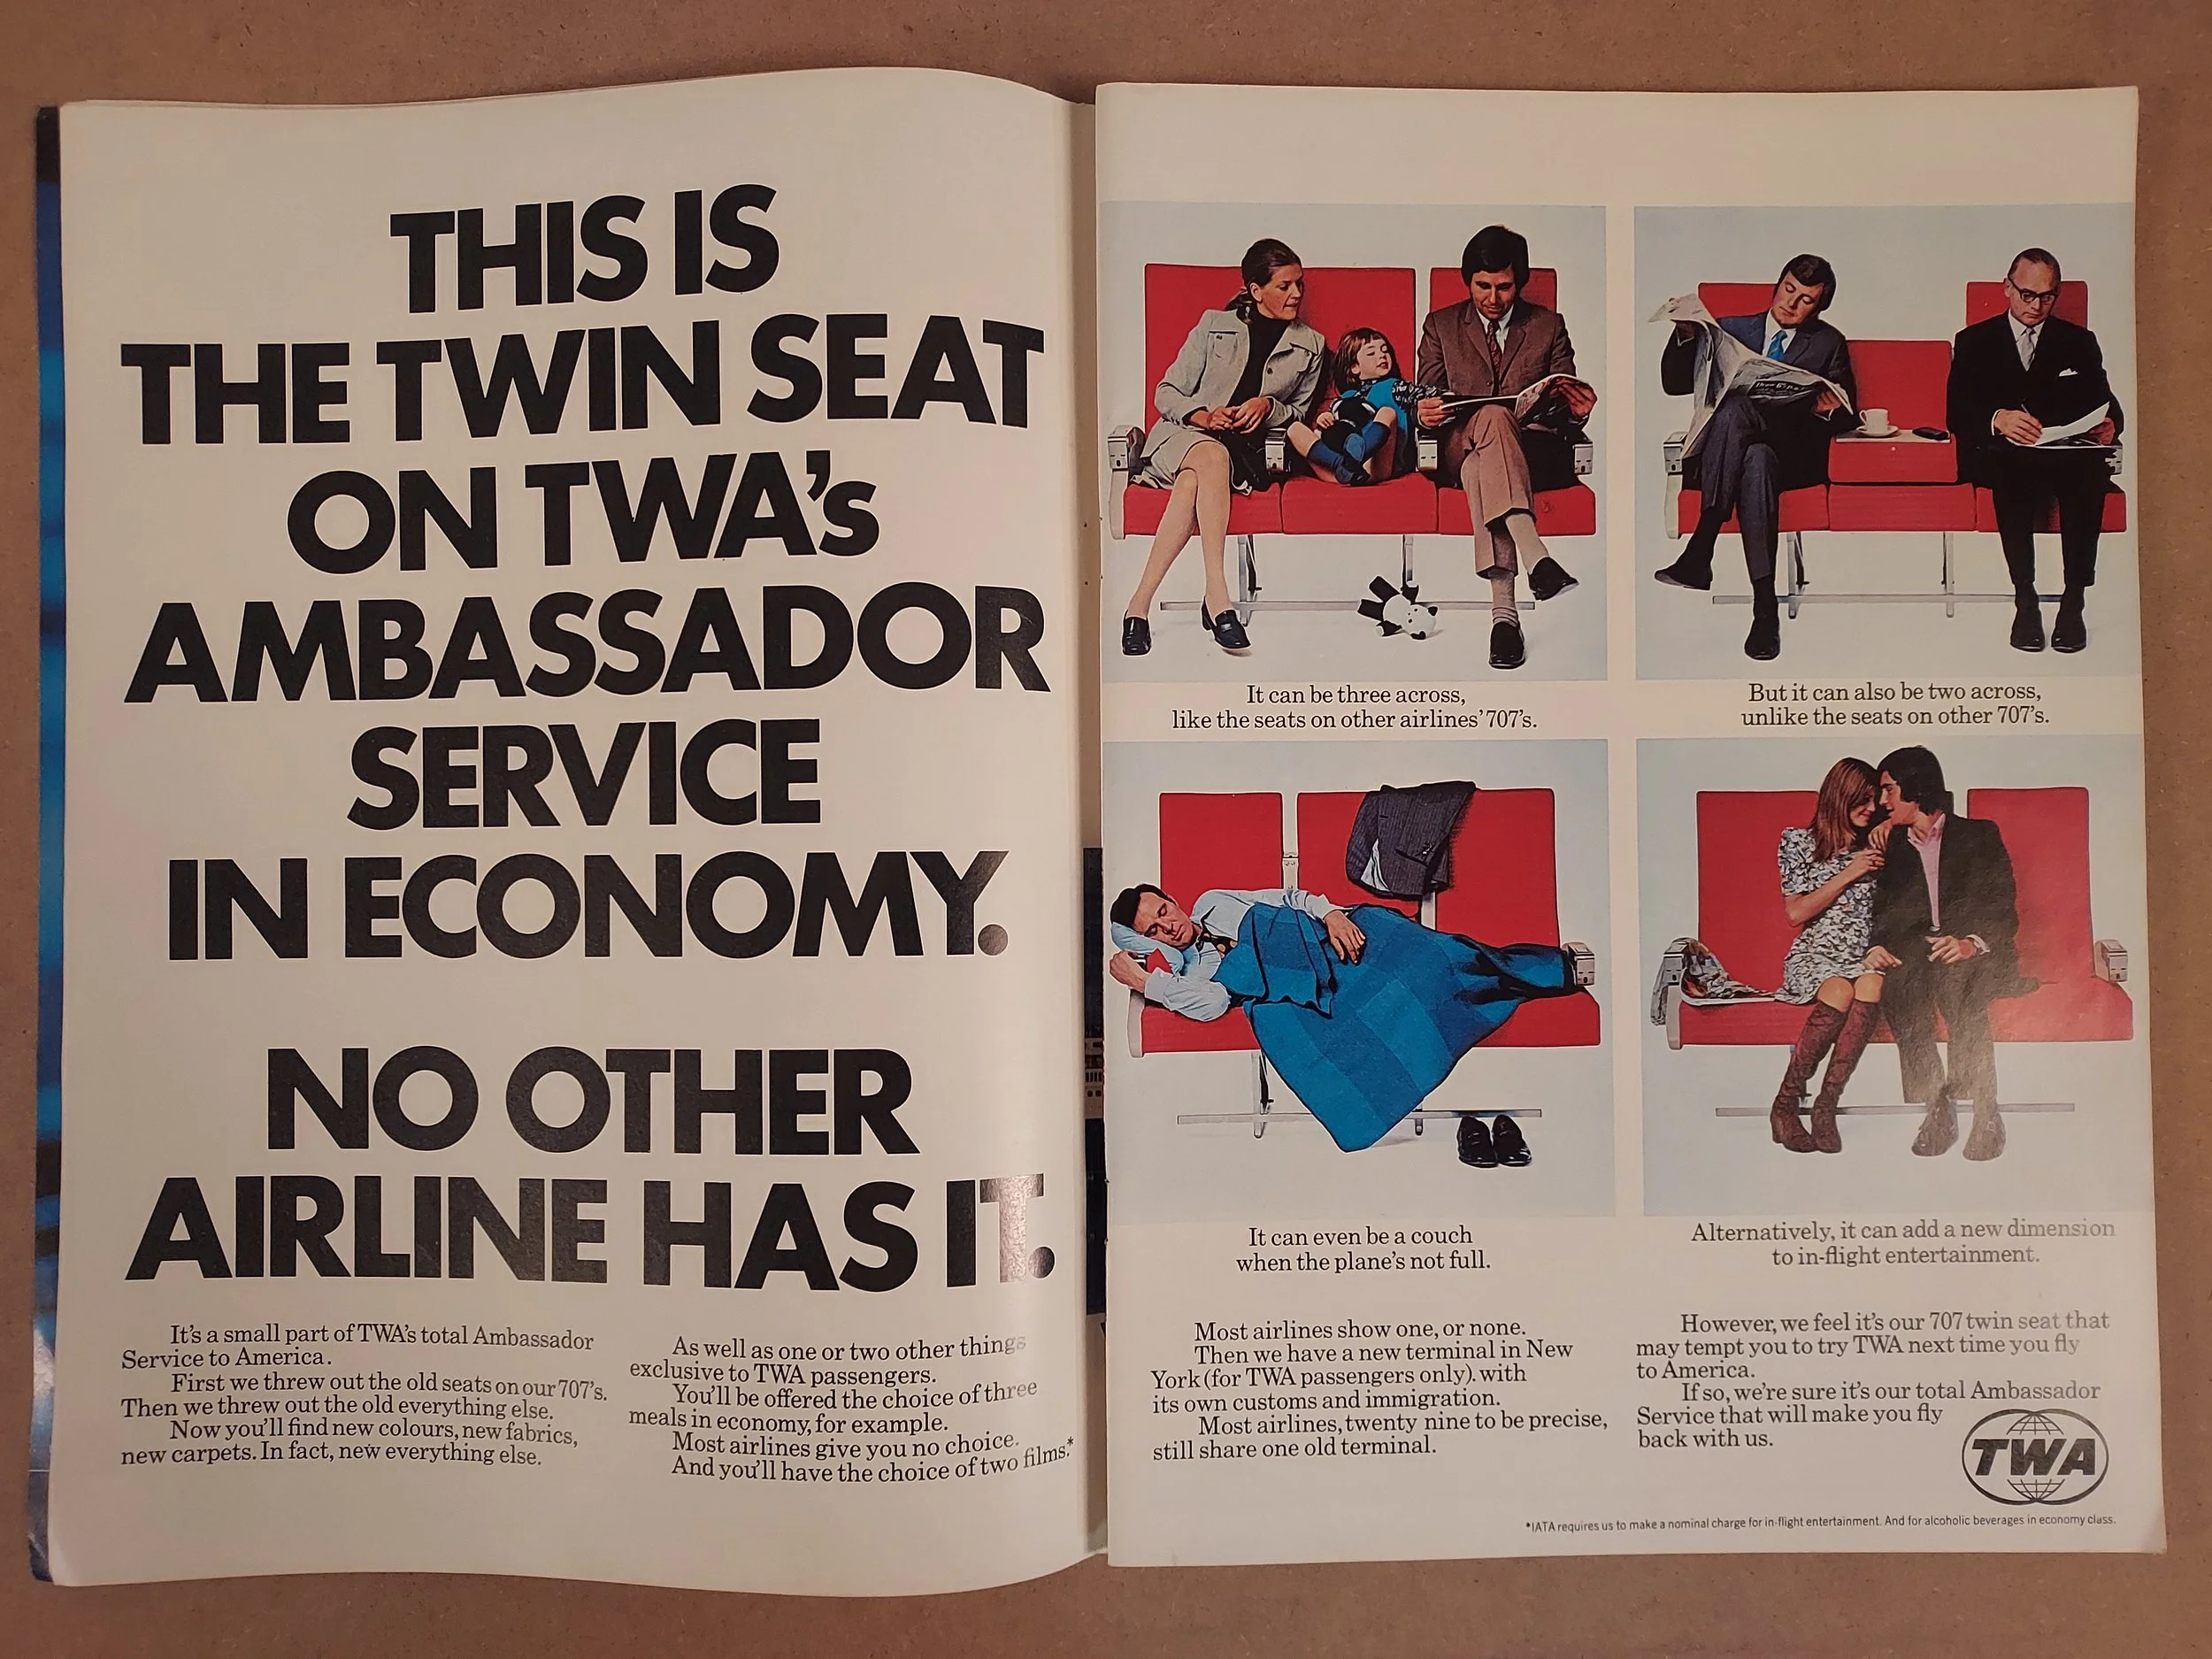 THIS IS
THE TWIN SEAT
ON TWA's
AMBASSADOR
SERVICE
IN ECONOMY.
NO OTHER
AIRLINE HAS IT.
It's a small part of TWA's total Ambassador
Service to America.
First we threw out the old seats on our 707's.
Then we threw out the old everything else.
Now you'll find new colours, new fabrics,
new carpets. In fact, new everything else.
As well as one or two other things
exclusive to TWA passengers.
You'll be offered the choice of three
meals in economy, for example.
Most airlines give you no choice.
And you'll have the choice of two films.*
It can be three across,
like the seats on other airlines' 707's.
But it can also be two across,
unlike the seats on other 707's.
It can even be a couch
when the plane's not full.
Alternatively, it can add a new dimension
to in-flight entertainment.
Most airlines show one, or none.
Then we have a new terminal in New
York (for TWA passengers only). with
its own customs and immigration.
Most airlines, twenty nine to be precise,
still share one old terminal.
However, we feel it's our 707 twin seat that
may tempt you to try TWA next time you fly
to America.
If so, we're sure it's our total Ambassador
Service that will make you fly
back with us.
TWA
*IATA requires us to make a nominal charge for in-flight entertainment. And for alcoholic beverages in economy class.